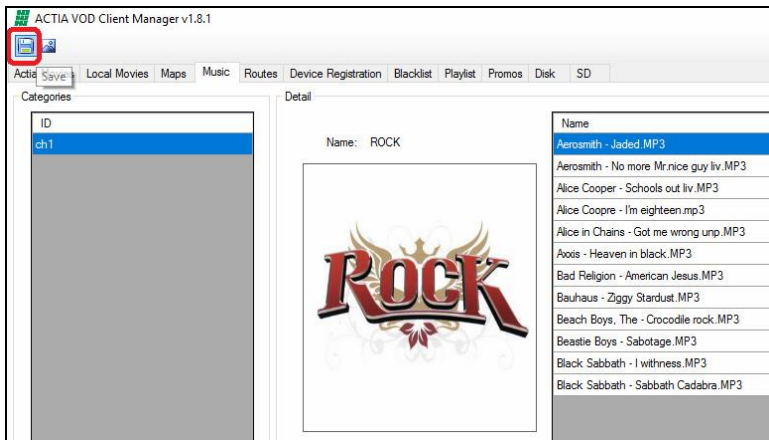 ACTIA VOD Client Manager v1.8.1
Save
Actia Local Movies Maps Music Routes Device Registration Blacklist Playlist Promos Disk SD
Categories
ID
ch1
Detail
Name: ROCK
ROCK
Name
Aerosmith - Jaded.MP3
Aerosmith - No more Mr.nice guy liv.MP3
Alice Cooper - Schools out liv.MP3
Alice Coopre - I'm eighteen.mp3
Alice in Chains - Got me wrong unp.MP3
Axxis - Heaven in black.MP3
Bad Religion - American Jesus.MP3
Bauhaus - Ziggy Stardust.MP3
Beach Boys, The - Crocodile rock.MP3
Beastie Boys - Sabotage.MP3
Black Sabbath - I withness.MP3
Black Sabbath - Sabbath Cadabra.MP3